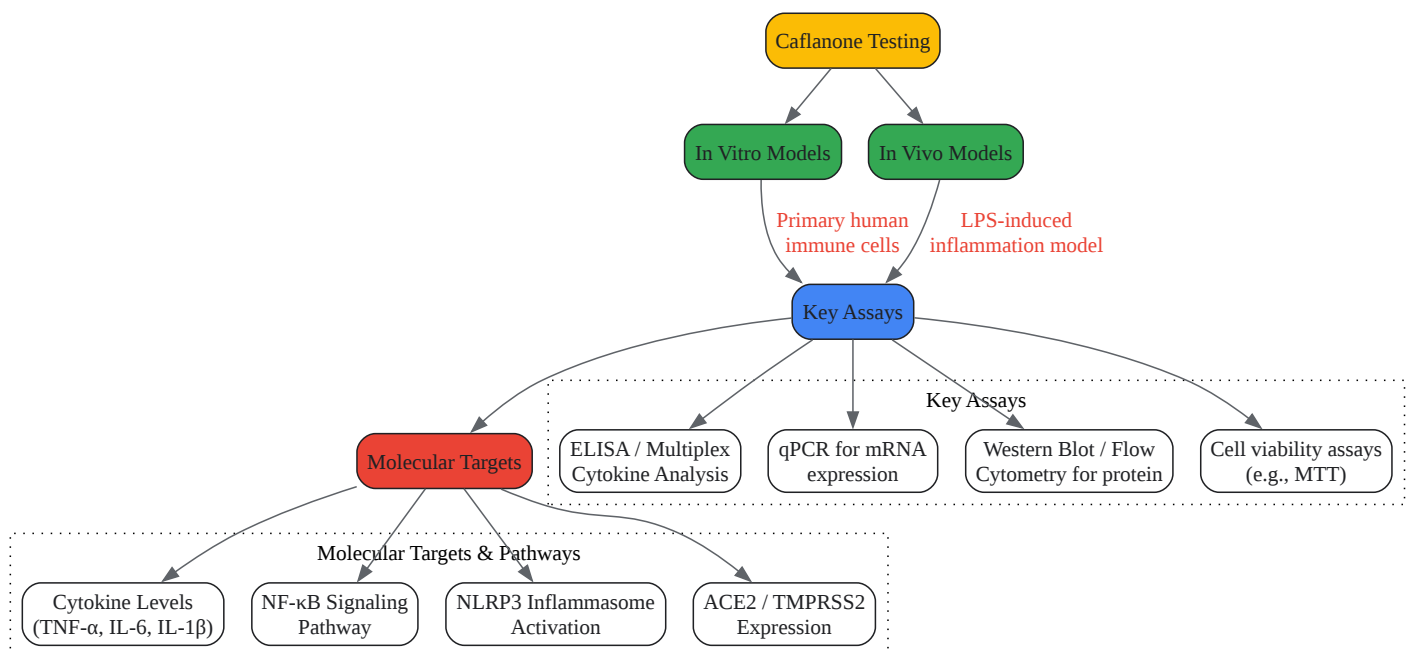 Caflanone Testing
In Vitro Models
In Vivo Models
Primary human
immune cells
LPS-induced
inflammation model
Key Assays
Key Assays
ELISA / Multiplex
Cytokine Analysis
qPCR for mRNA
expression
Western Blot / Flow
Cytometry for protein
Cell viability assays
(e.g., MTT)
Molecular Targets
Molecular Targets & Pathways
Cytokine Levels
(TNF-α, IL-6, IL-1β)
NF-κB Signaling
Pathway
NLRP3 Inflammasome
Activation
ACE2 / TMPRSS2
Expression